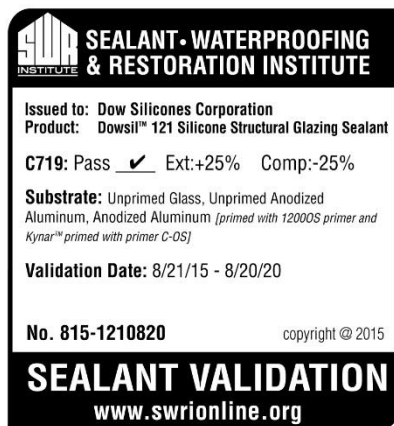 SWR
INSTITUTE
SEALANT • WATERPROOFING
& RESTORATION INSTITUTE
Issued to: Dow Silicones Corporation
Product: Dowsil™ 121 Silicone Structural Glazing Sealant
C719: Pass ✔ Ext:+25% Comp:-25%
Substrate: Unprimed Glass, Unprimed Anodized
Aluminum, Anodized Aluminum [primed with 1200OS primer and
Kynar™ primed with primer C-OS]
Validation Date: 8/21/15 - 8/20/20
No. 815-1210820
copyright @ 2015
SEALANT VALIDATION
www.swrionline.org